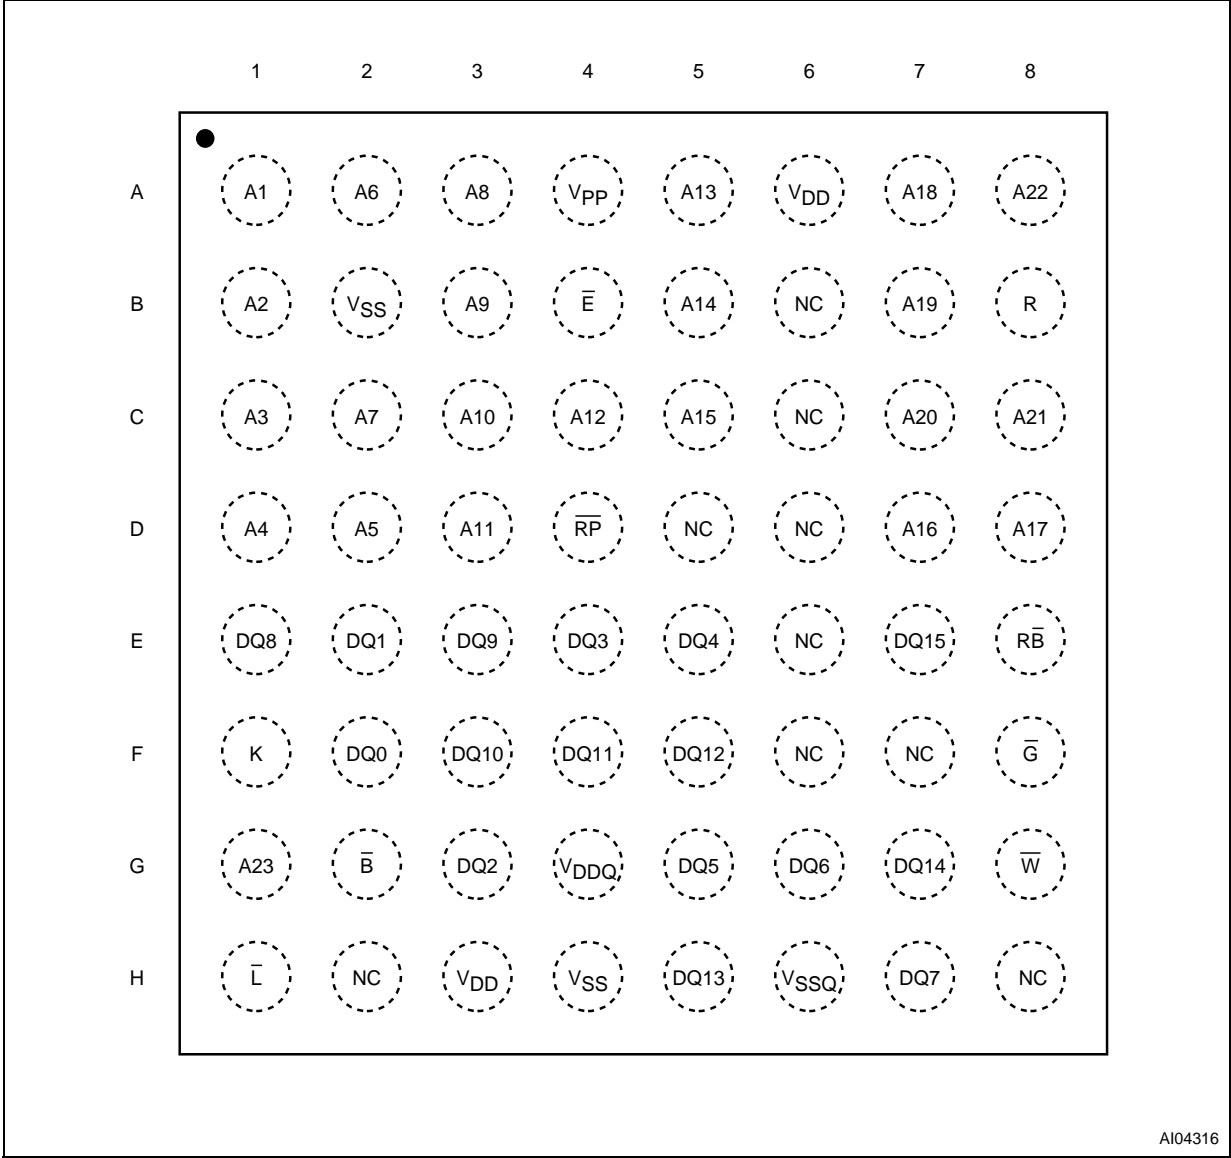 1 2 3 4 5 6 7 8
A A1 A6 A8 VPP A13 VDD A18 A22
B A2 VSS A9 E̅ A14 NC A19 R
C A3 A7 A10 A12 A15 NC A20 A21
D A4 A5 A11 R̅P̅ NC NC A16 A17
E DQ8 DQ1 DQ9 DQ3 DQ4 NC DQ15 RB̅
F K DQ0 DQ10 DQ11 DQ12 NC NC G̅
G A23 B̅ DQ2 VDDQ DQ5 DQ6 DQ14 W̅
H L̅ NC VDD VSS DQ13 VSSQ DQ7 NC
AI04316